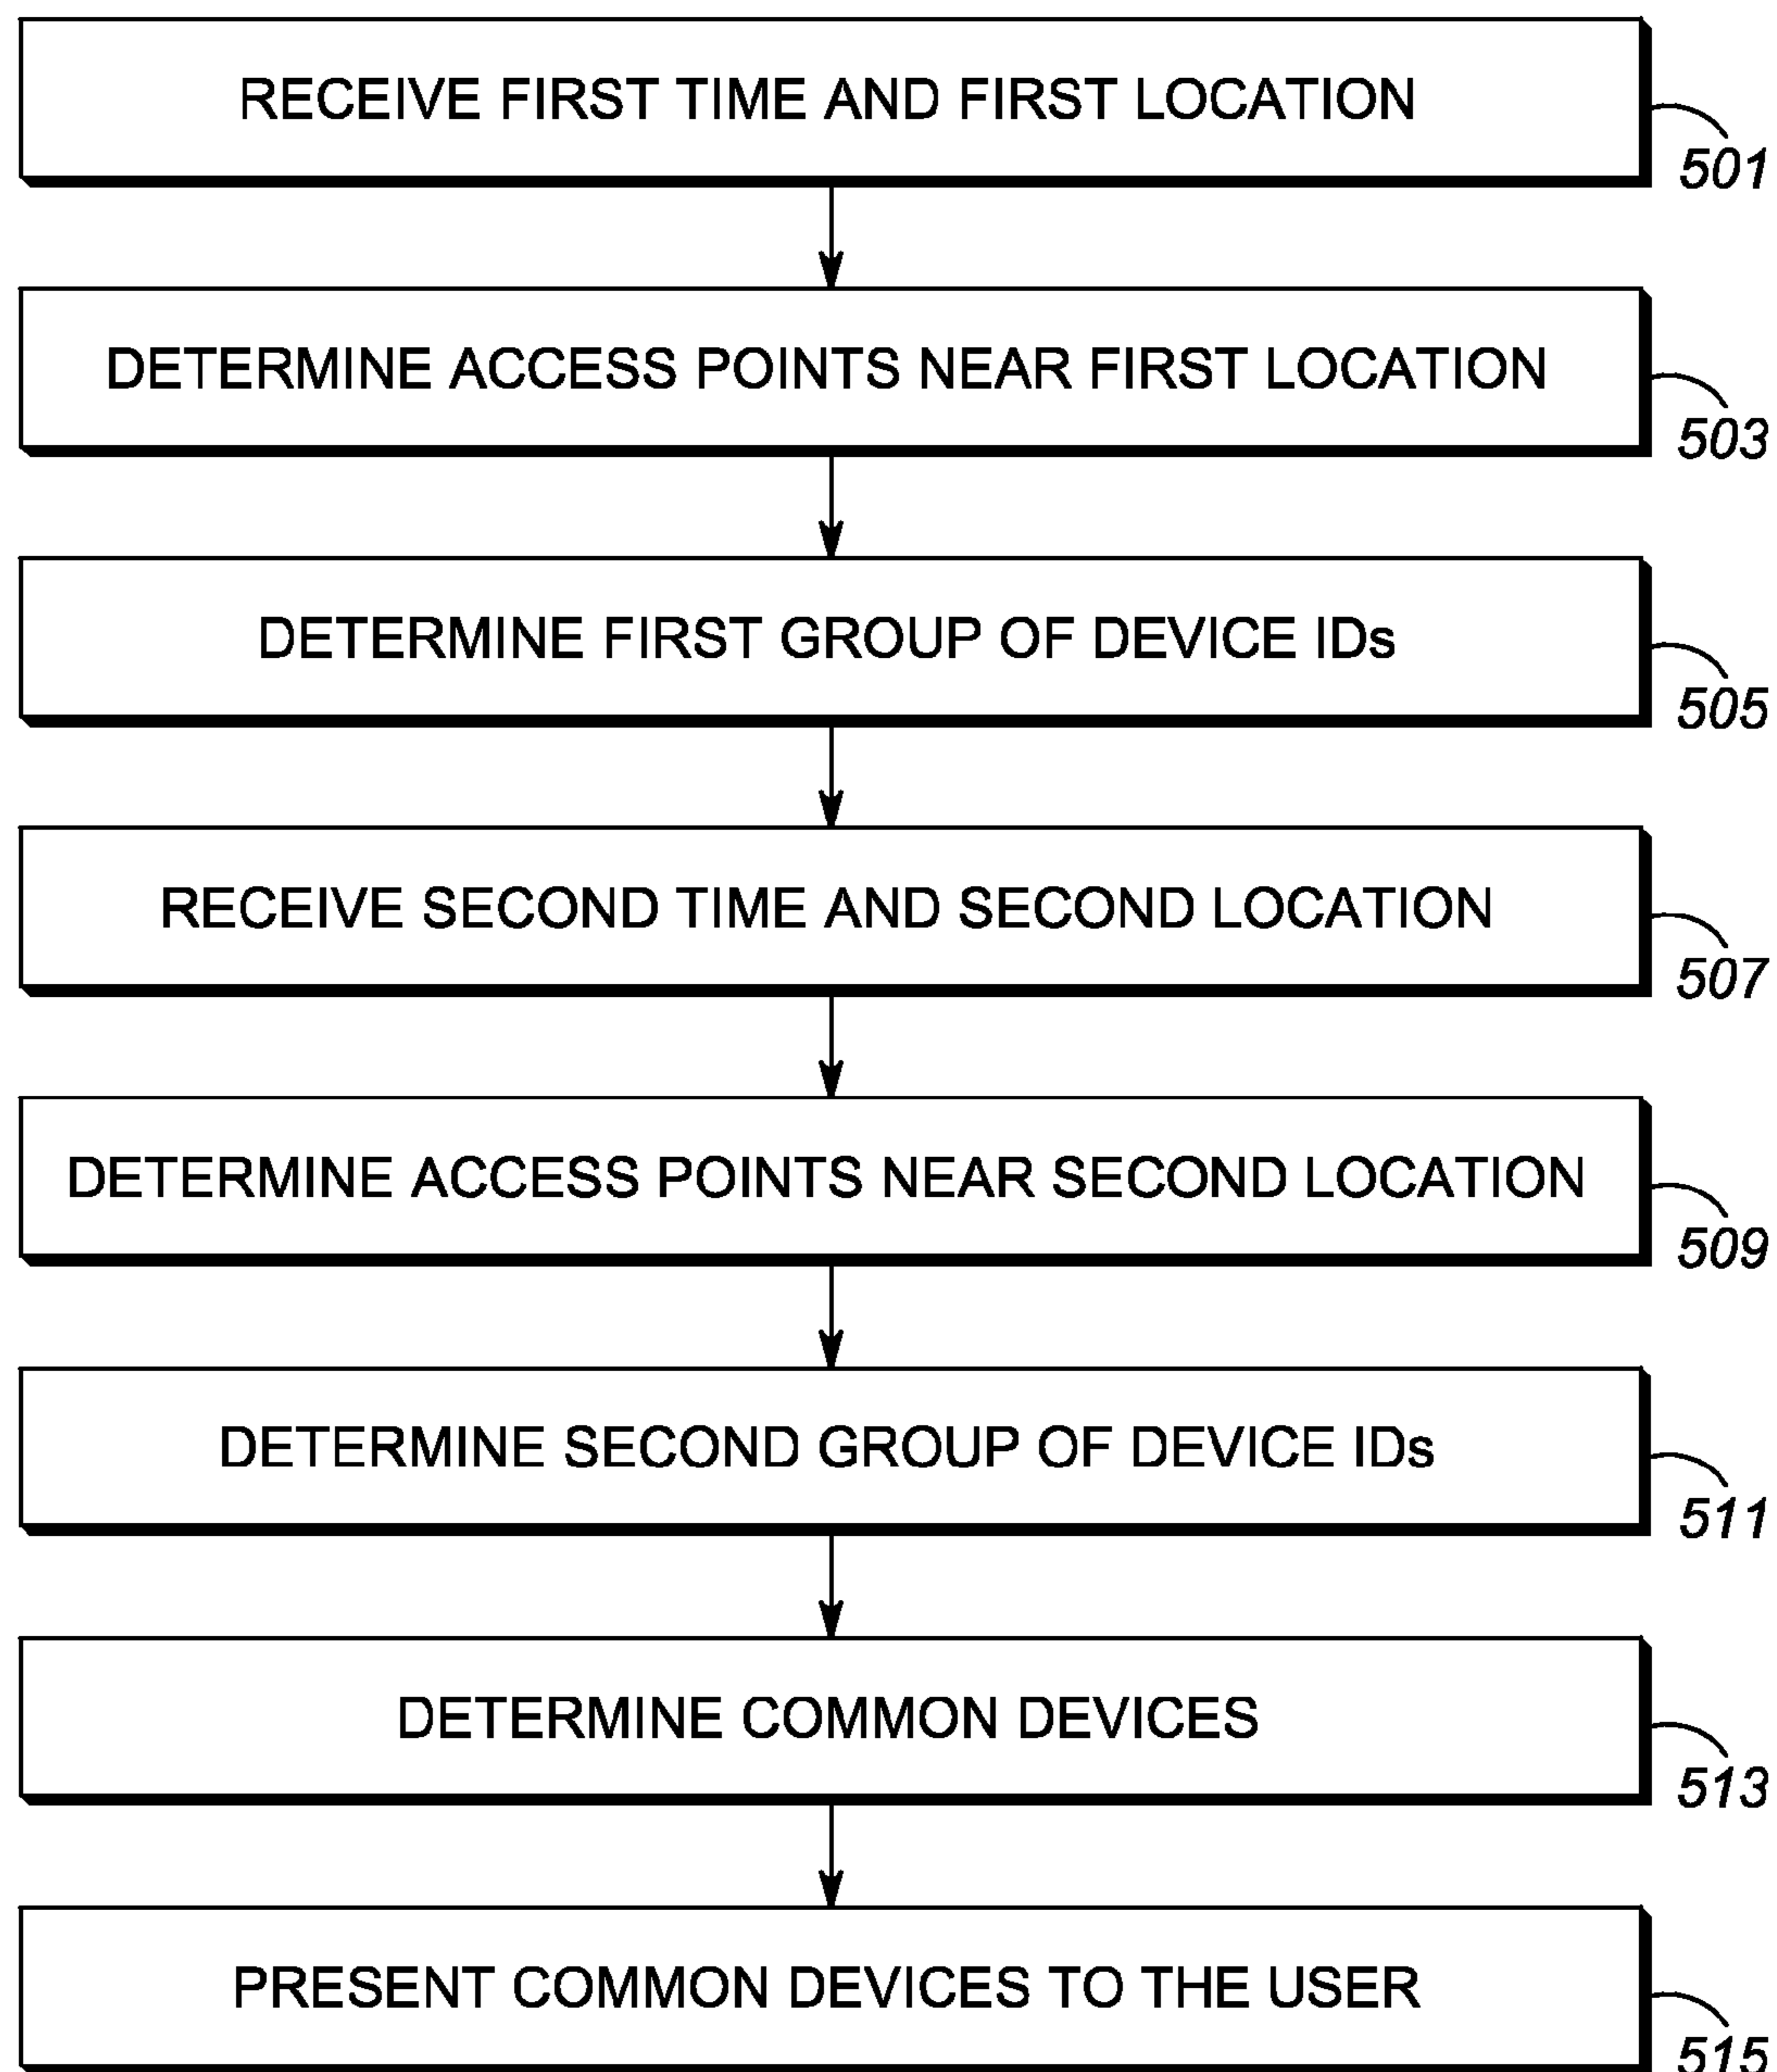 RECEIVE FIRST TIME AND FIRST LOCATION
501
DETERMINE ACCESS POINTS NEAR FIRST LOCATION
503
DETERMINE FIRST GROUP OF DEVICE IDs
505
RECEIVE SECOND TIME AND SECOND LOCATION
507
DETERMINE ACCESS POINTS NEAR SECOND LOCATION
509
DETERMINE SECOND GROUP OF DEVICE IDs
511
DETERMINE COMMON DEVICES
513
PRESENT COMMON DEVICES TO THE USER
515